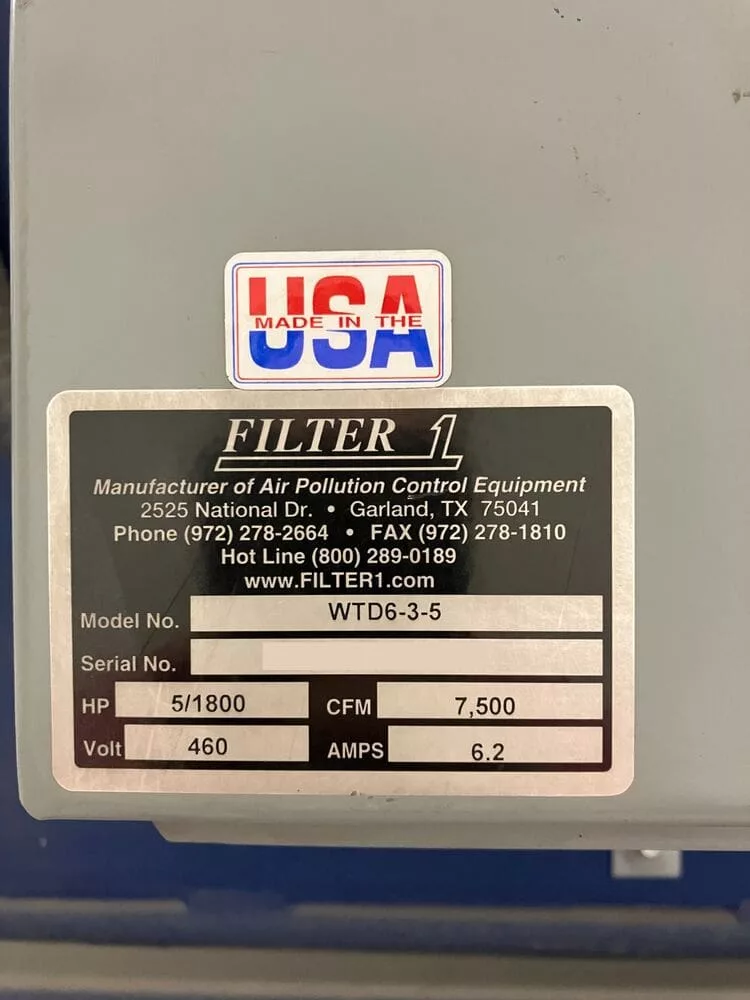 USA
MADE IN THE
FILTER 1
Manufacturer of Air Pollution Control Equipment
2525 National Dr. • Garland, TX 75041
Phone (972) 278-2664 • FAX (972) 278-1810
Hot Line (800) 289-0189
www.FILTER1.com
Model No. WTD6-3-5
Serial No.
HP 5/1800 CFM 7,500
Volt 460 AMPS 6.2